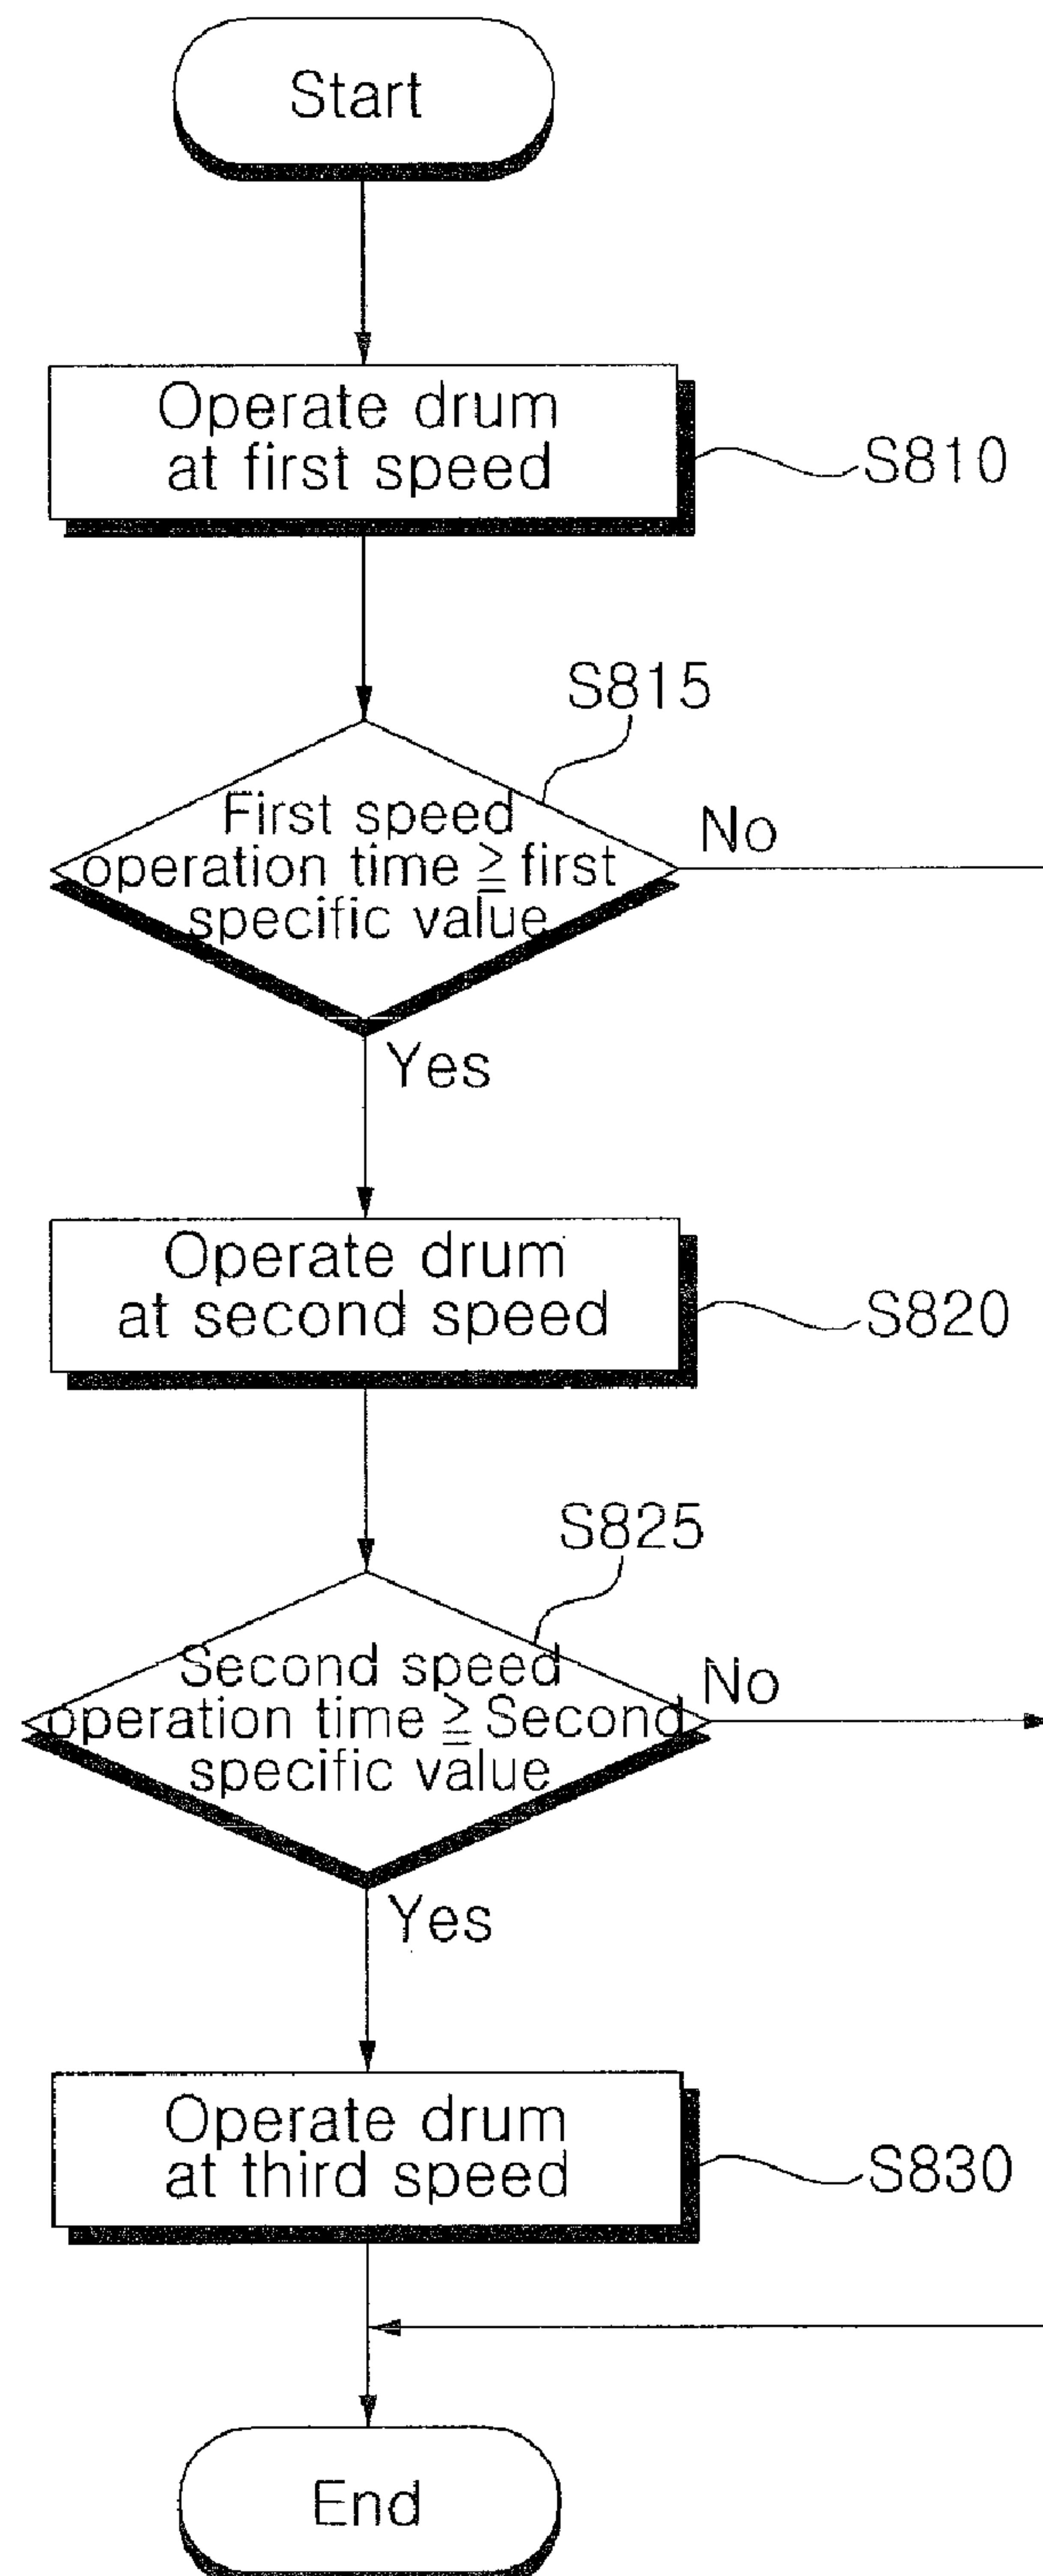 Start
Operate drum
at first speed
S810
S815
First speed
operation time ≧ first
specific value
No
Yes
Operate drum
at second speed
S820
S825
Second speed
operation time ≧ Second
specific value
No
Yes
Operate drum
at third speed
S830
End